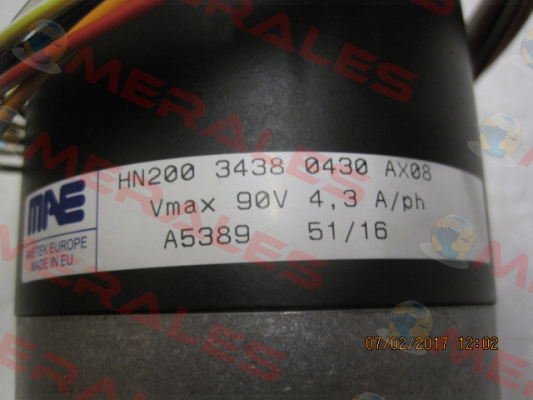 MERALES
HN200 3438 0430 AX08
Vmax 90V 4,3 A/ph
A5389 51/16
MAE
AMETEK EUROPE
MADE IN EU
07/02/2017 12:02